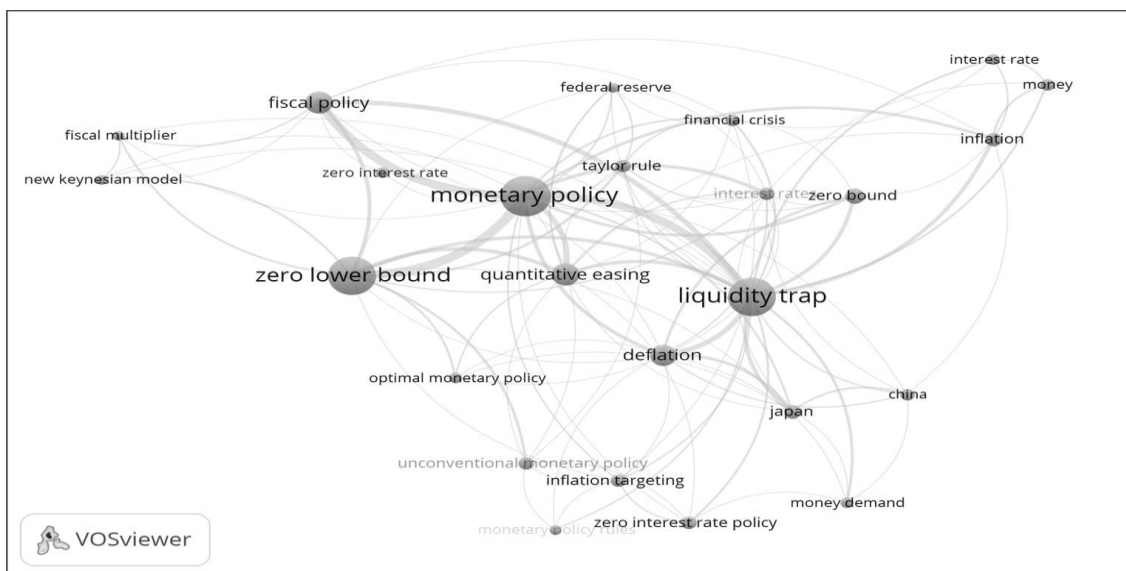 interest rate
money
federal reserve
fiscal policy
financial crisis
fiscal multiplier
inflation
taylor rule
zero interest rate
new keynesian model
monetary policy
interest rates
zero bound
zero lower bound
quantitative easing
liquidity trap
deflation
optimal monetary policy
china
japan
unconventional monetary policy
inflation targeting
money demand
zero interest rate policy
monetary policy rules
VOSviewer